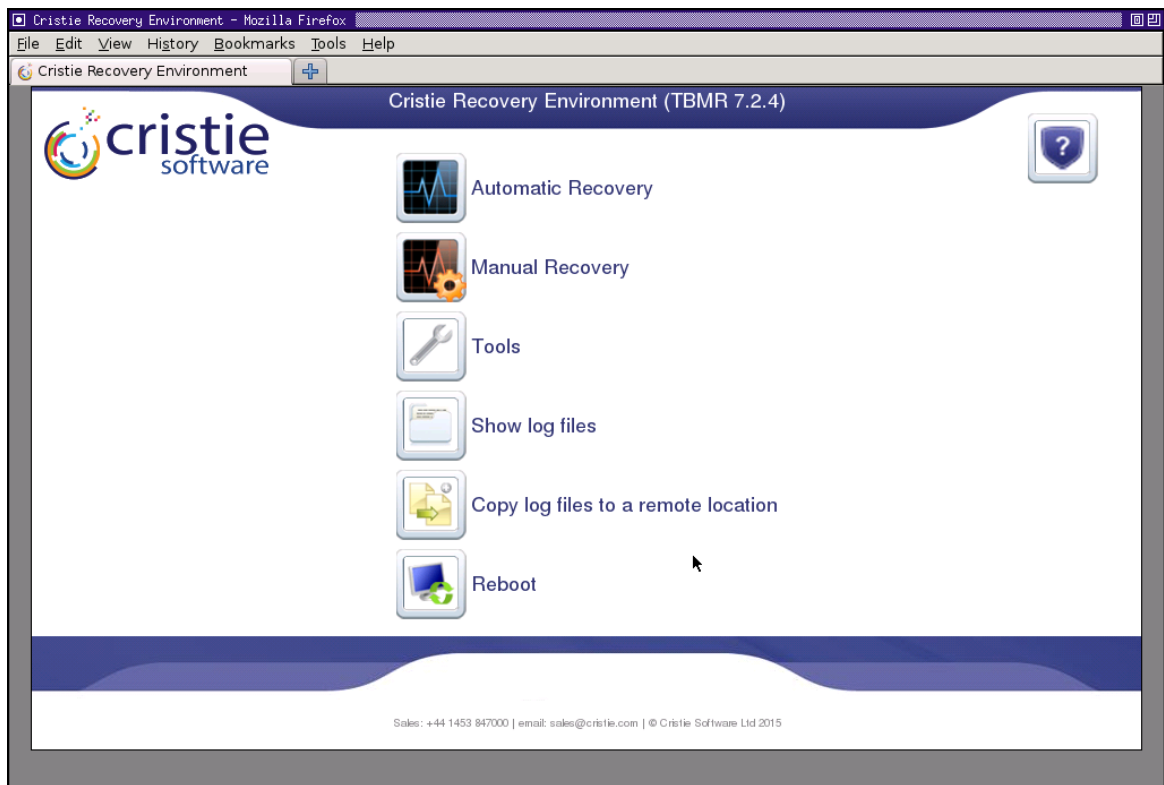 Cristie Recovery Environment - Mozilla Firefox
File Edit View History Bookmarks Tools Help
Cristie Recovery Environment
Cristie Recovery Environment (TBMR 7.2.4)
cristie
software
?
Automatic Recovery
Manual Recovery
Tools
Show log files
Copy log files to a remote location
Reboot
Sales: +44 1453 847000 | email: sales@cristie.com | © Cristie Software Ltd 2015